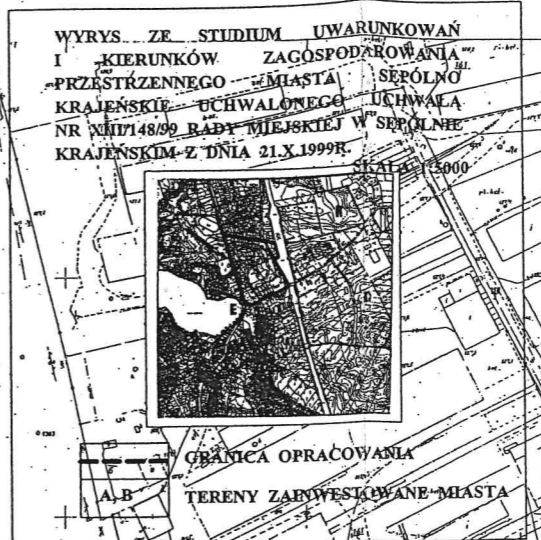 WYRYS ZE STUDIUM UWARUNKOWAŃ
I KIERUNKÓW ZAGOSPODAROWANIA
PRZESTRZENNEGO MIASTA SĘPÓLNO
KRAJEŃSKIE UCHWALONEGO UCHWAŁĄ
NR XIII/148/99 RADY MIEJSKIEJ W SĘPÓLNIE
KRAJEŃSKIM Z DNIA 21.X.1999R.
SKALA 1:5000
E
D
GRANICA OPRACOWANIA
A, B TERENY ZAINWESTOWANE MIASTA